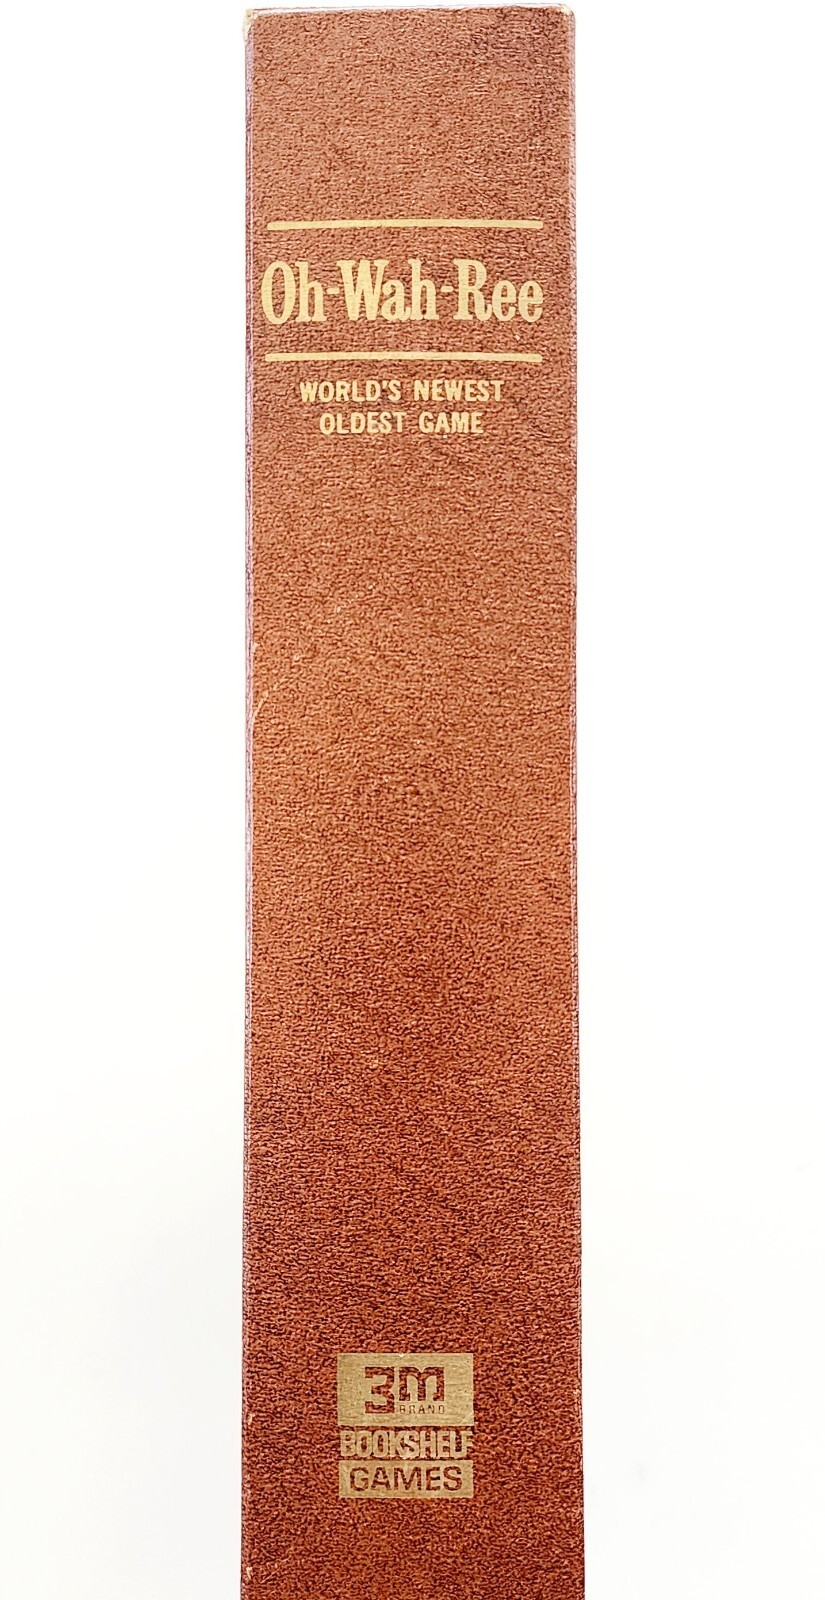 Oh-Wah-Ree
WORLD'S NEWEST
OLDEST GAME
3M
BRAND
BOOKSHELF
GAMES